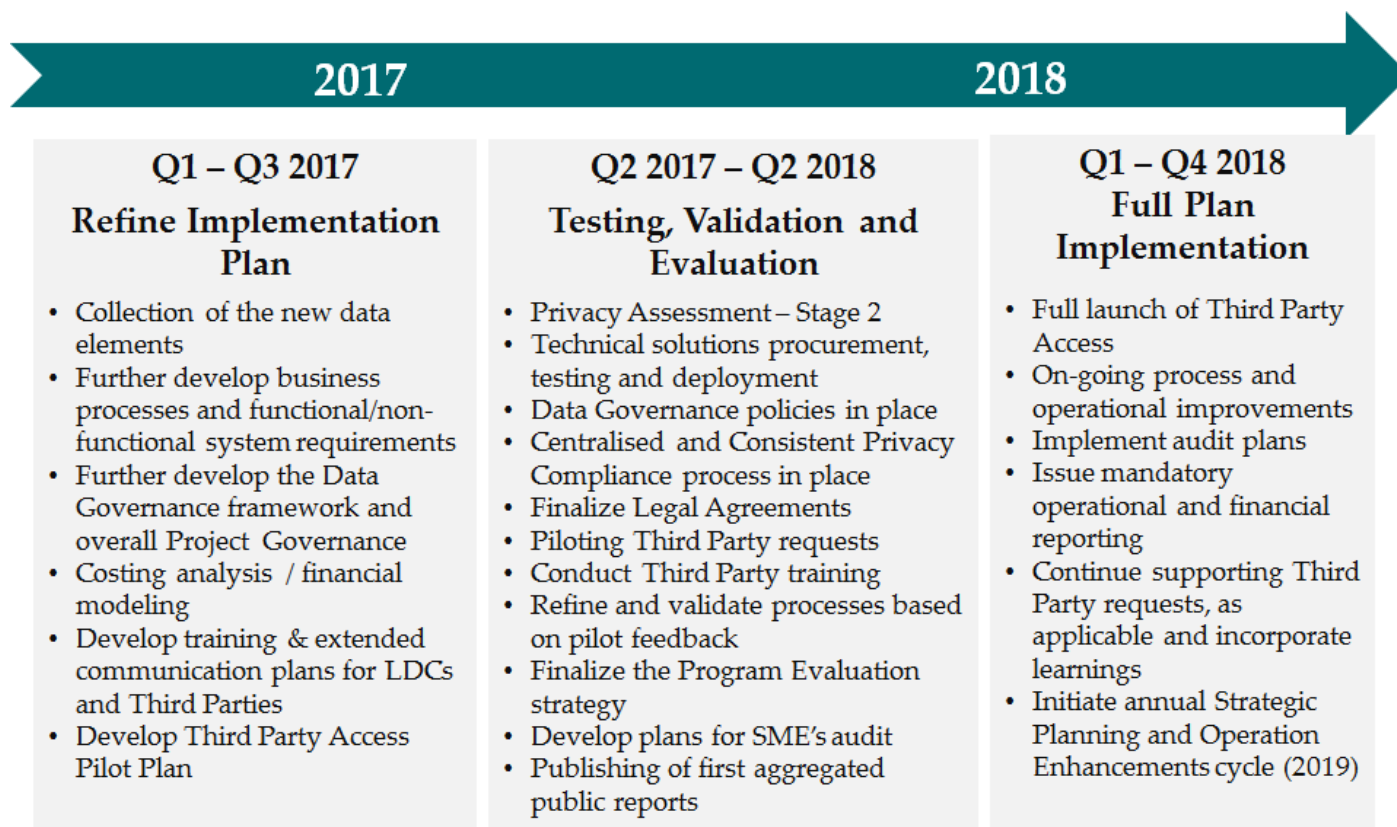 2017
2018
Q1 – Q3 2017
Refine Implementation
Plan
• Collection of the new data
elements
• Further develop business
processes and functional/non-
functional system requirements
• Further develop the Data
Governance framework and
overall Project Governance
• Costing analysis / financial
modeling
• Develop training & extended
communication plans for LDCs
and Third Parties
• Develop Third Party Access
Pilot Plan
Q2 2017 – Q2 2018
Testing, Validation and
Evaluation
• Privacy Assessment – Stage 2
• Technical solutions procurement,
testing and deployment
• Data Governance policies in place
• Centralised and Consistent Privacy
Compliance process in place
• Finalize Legal Agreements
• Piloting Third Party requests
• Conduct Third Party training
• Refine and validate processes based
on pilot feedback
• Finalize the Program Evaluation
strategy
• Develop plans for SME’s audit
• Publishing of first aggregated
public reports
Q1 – Q4 2018
Full Plan
Implementation
• Full launch of Third Party
Access
• On-going process and
operational improvements
• Implement audit plans
• Issue mandatory
operational and financial
reporting
• Continue supporting Third
Party requests, as
applicable and incorporate
learnings
• Initiate annual Strategic
Planning and Operation
Enhancements cycle (2019)